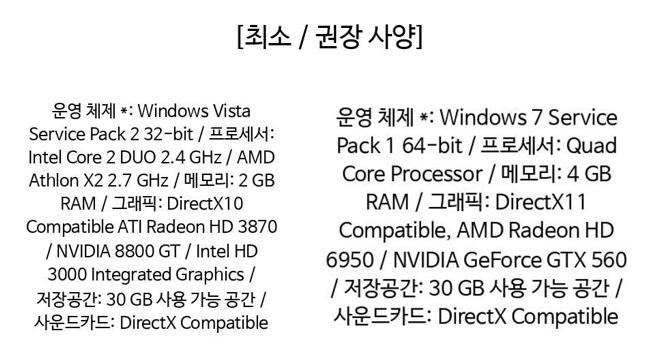 [최소 / 권장 사양]
운영 체제 *: Windows Vista
Service Pack 2 32-bit / 프로세서:
Intel Core 2 DUO 2.4 GHz / AMD
Athlon X2 2.7 GHz / 메모리: 2 GB
RAM / 그래픽: DirectX10
Compatible ATI Radeon HD 3870
/ NVIDIA 8800 GT / Intel HD
3000 Integrated Graphics /
저장공간: 30 GB 사용 가능 공간 /
사운드카드: DirectX Compatible
운영 체제 *: Windows 7 Service
Pack 1 64-bit / 프로세서: Quad
Core Processor / 메모리: 4 GB
RAM / 그래픽: DirectX11
Compatible, AMD Radeon HD
6950 / NVIDIA GeForce GTX 560
/ 저장공간: 30 GB 사용 가능 공간 /
사운드카드: DirectX Compatible